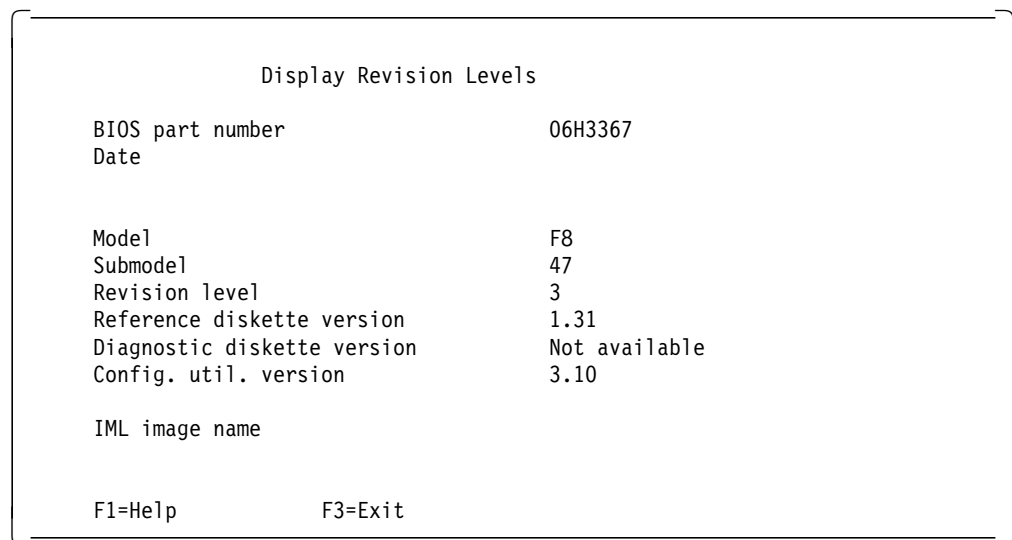 Display Revision Levels
BIOS part number 06H3367
Date
Model F8
Submodel 47
Revision level 3
Reference diskette version 1.31
Diagnostic diskette version Not available
Config. util. version 3.10
IML image name
F1=Help F3=Exit